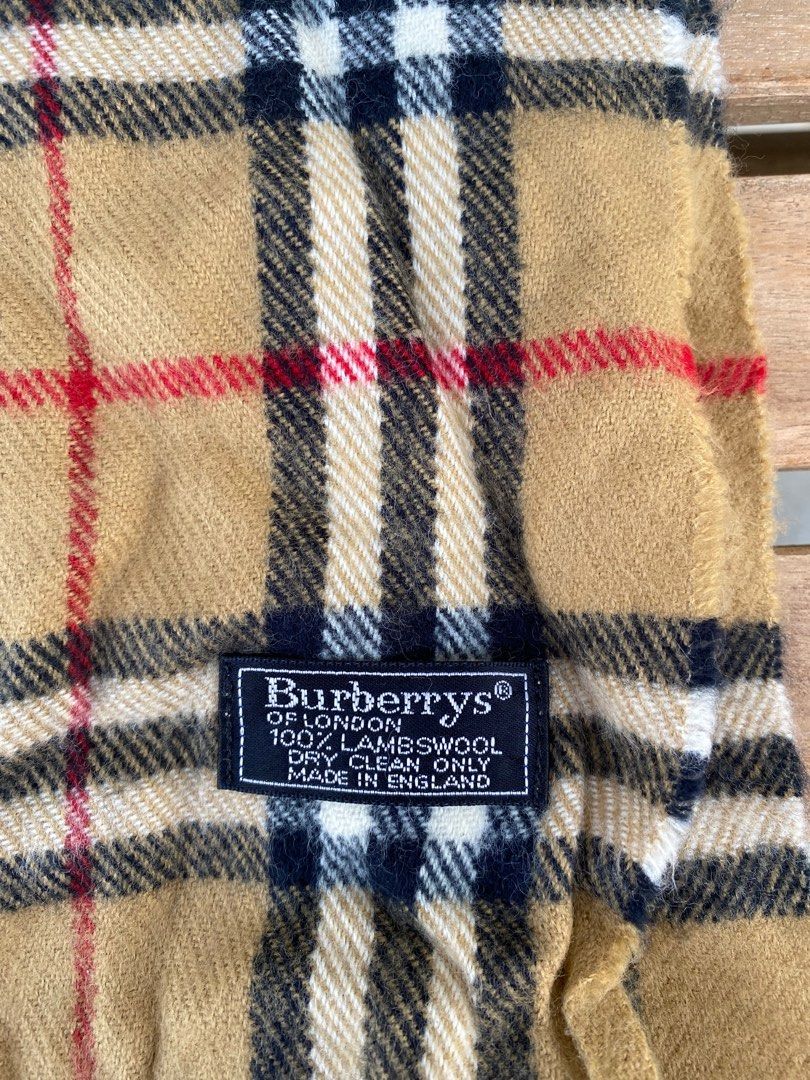 Burberrys®
OF LONDON
100% LAMBSWOOL
DRY CLEAN ONLY
MADE IN ENGLAND